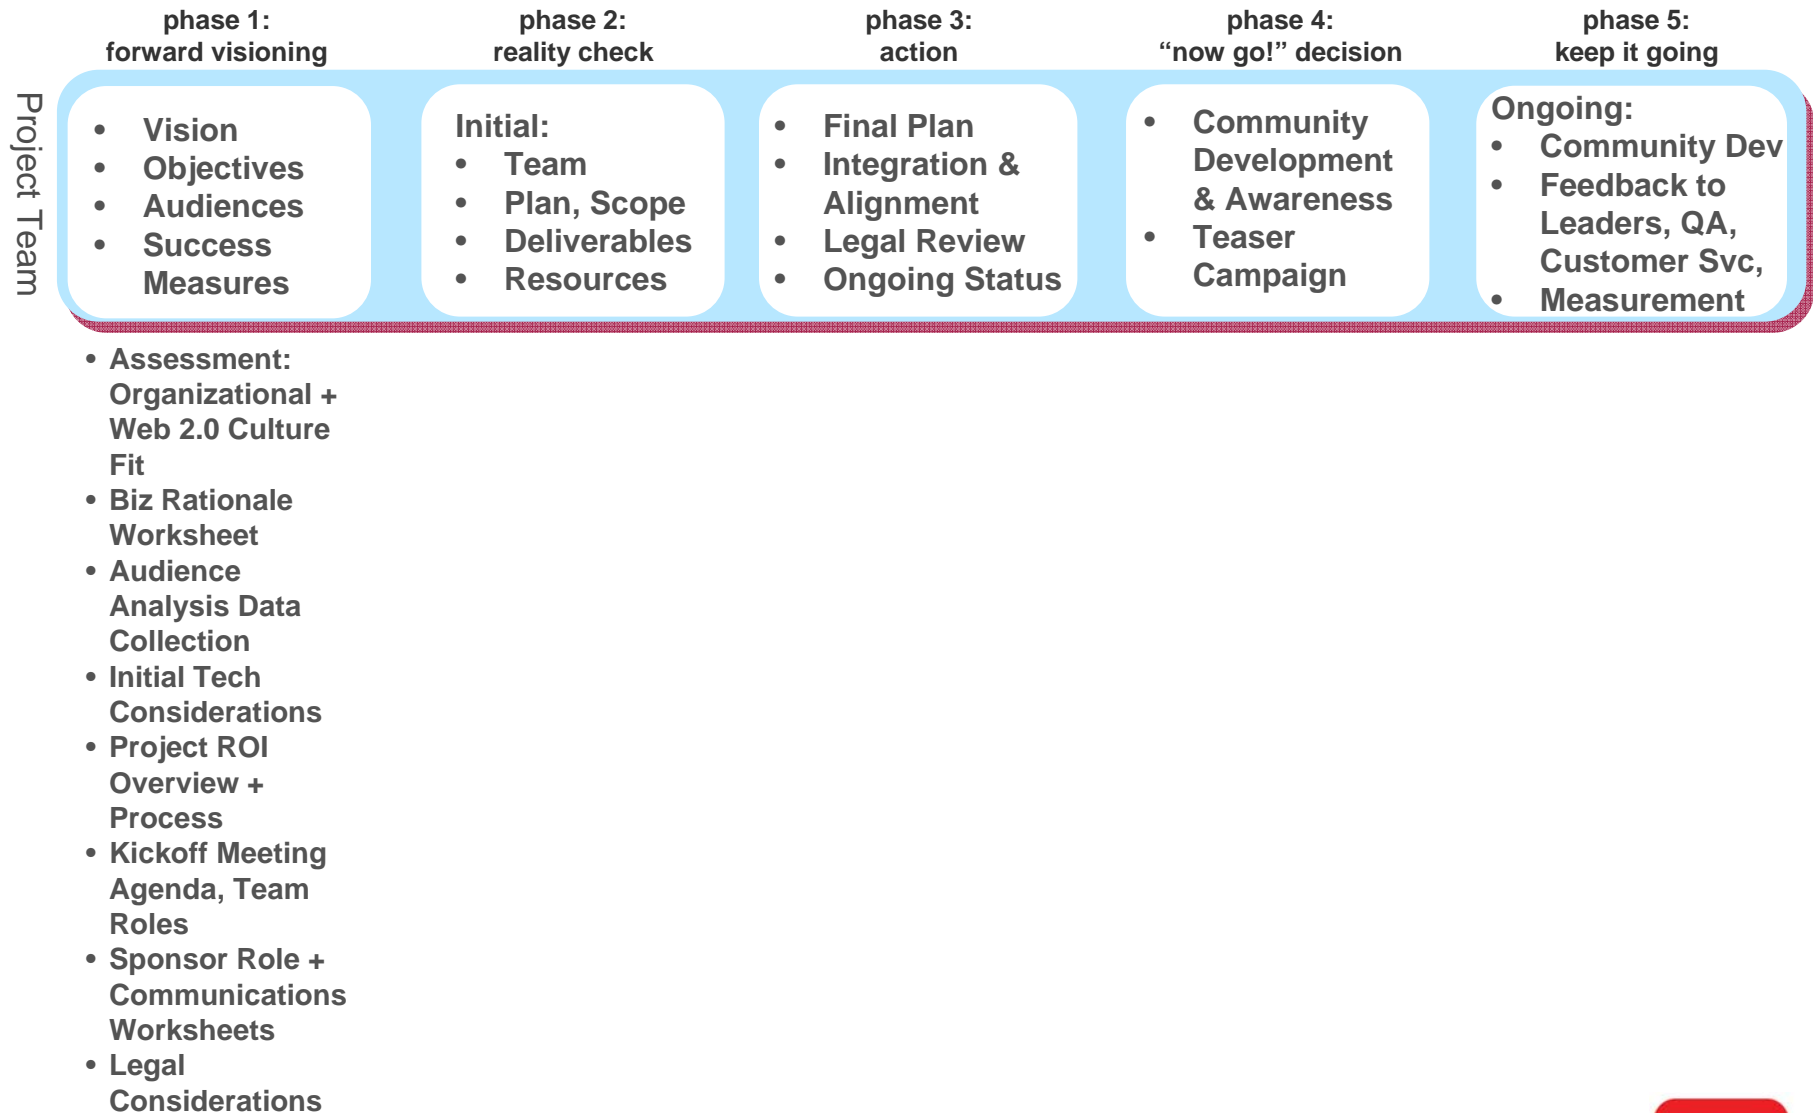 phase 1:
forward visioning
phase 2:
reality check
phase 3:
action
phase 4:
“now go!” decision
phase 5:
keep it going
Project Team
• Vision
• Objectives
• Audiences
• Success
Measures
Initial:
• Team
• Plan, Scope
• Deliverables
• Resources
• Final Plan
• Integration &
Alignment
• Legal Review
• Ongoing Status
• Community
Development
& Awareness
• Teaser
Campaign
Ongoing:
• Community Dev
• Feedback to
Leaders, QA,
Customer Svc,
• Measurement
• Assessment:
Organizational +
Web 2.0 Culture
Fit
• Biz Rationale
Worksheet
• Audience
Analysis Data
Collection
• Initial Tech
Considerations
• Project ROI
Overview +
Process
• Kickoff Meeting
Agenda, Team
Roles
• Sponsor Role +
Communications
Worksheets
• Legal
Considerations